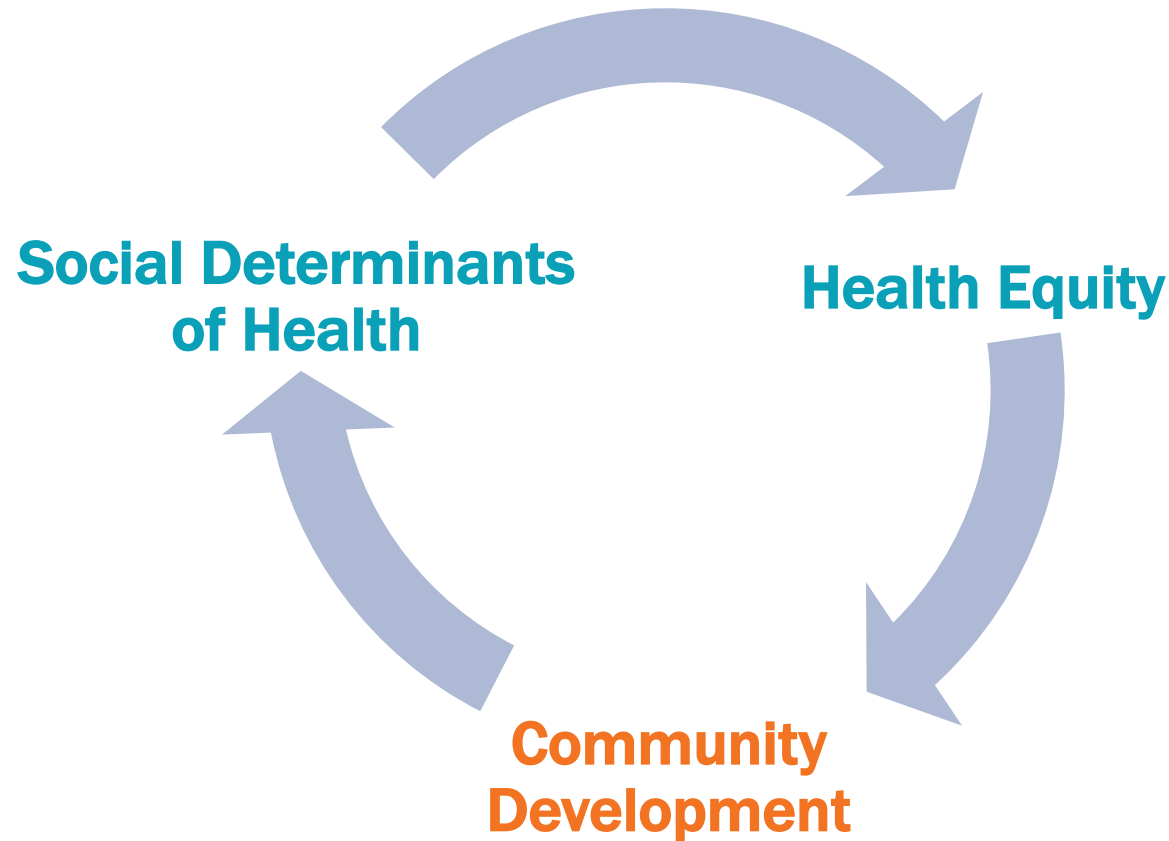 Social Determinants
of Health
Health Equity
Community
Development